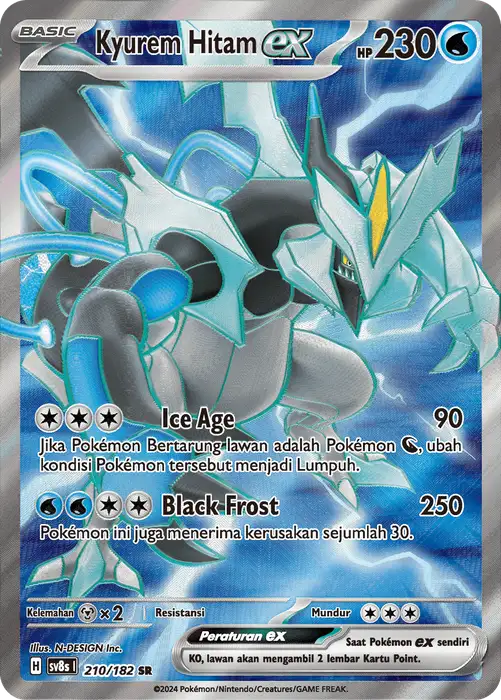 BASIC Kyurem Hitam ex HP 230
Ice Age 90
Jika Pokémon Bertarung lawan adalah Pokémon , ubah
kondisi Pokémon tersebut menjadi Lumpuh.
Black Frost 250
Pokémon ini juga menerima kerusakan sejumlah 30.
Kelemahan ×2 Resistansi Mundur
Illus. N-DESIGN Inc.
Peraturan ex Saat Pokémon ex sendiri
KO, lawan akan mengambil 2 lembar Kartu Point.
H sv8s I 210/182 SR
©2024 Pokémon/Nintendo/Creatures/GAME FREAK.